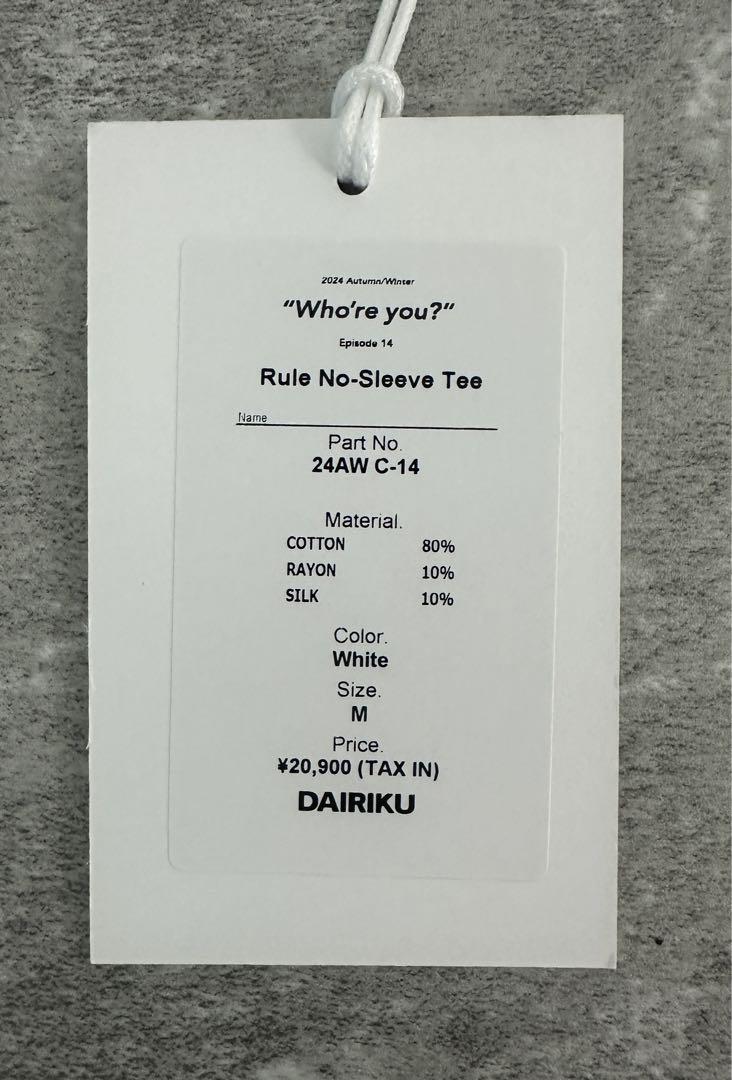 2024 Autumn/Winter
“Who’re you?”
Episode 14
Rule No-Sleeve Tee
Name
Part No.
24AW C-14
Material.
COTTON 80%
RAYON 10%
SILK 10%
Color.
White
Size.
M
Price.
¥20,900 (TAX IN)
DAIRIKU